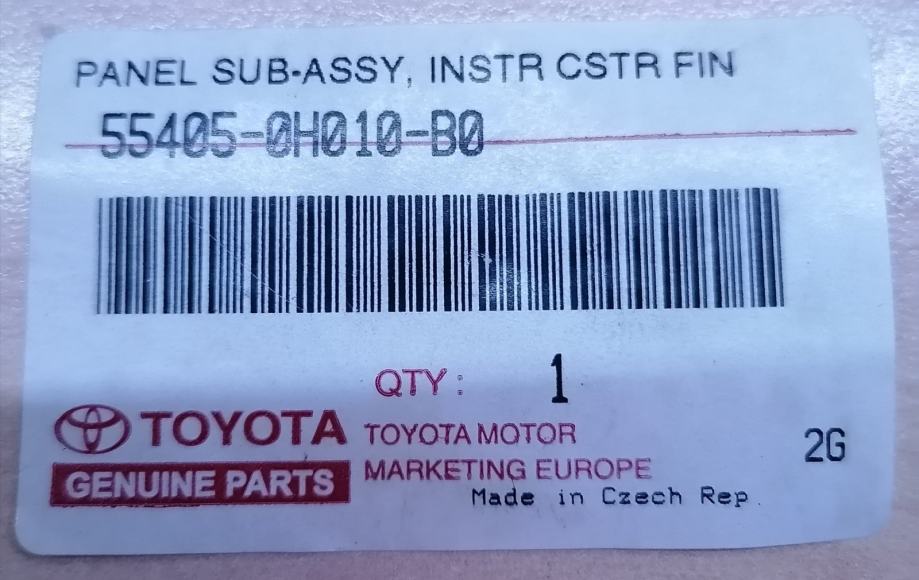 PANEL SUB-ASSY, INSTR CSTR FIN
55405-0H010-B0
QTY : 1
TOYOTA
GENUINE PARTS
TOYOTA MOTOR
MARKETING EUROPE
2G
Made in Czech Rep.